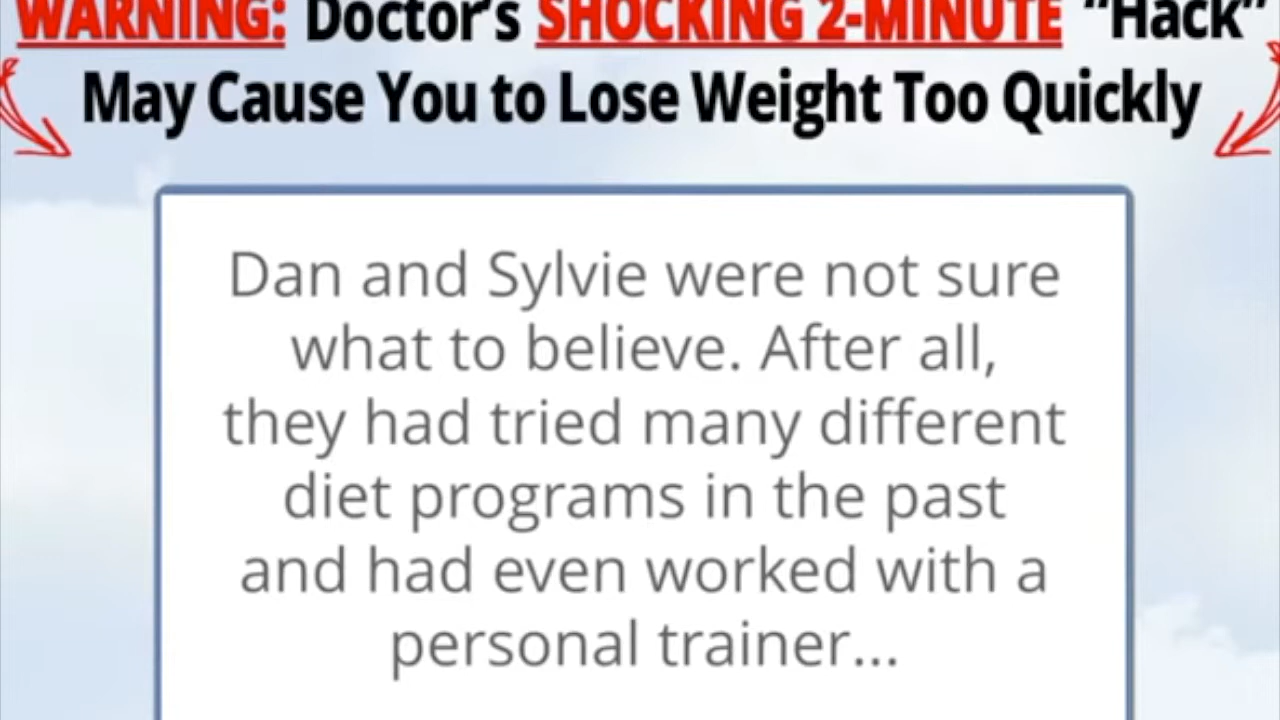 WARNING: Doctor's SHOCKING 2-MINUTE "Hack"
May Cause You to Lose Weight Too Quickly
Dan and Sylvie were not sure
what to believe. After all,
they had tried many different
diet programs in the past
and had even worked with a
personal trainer...